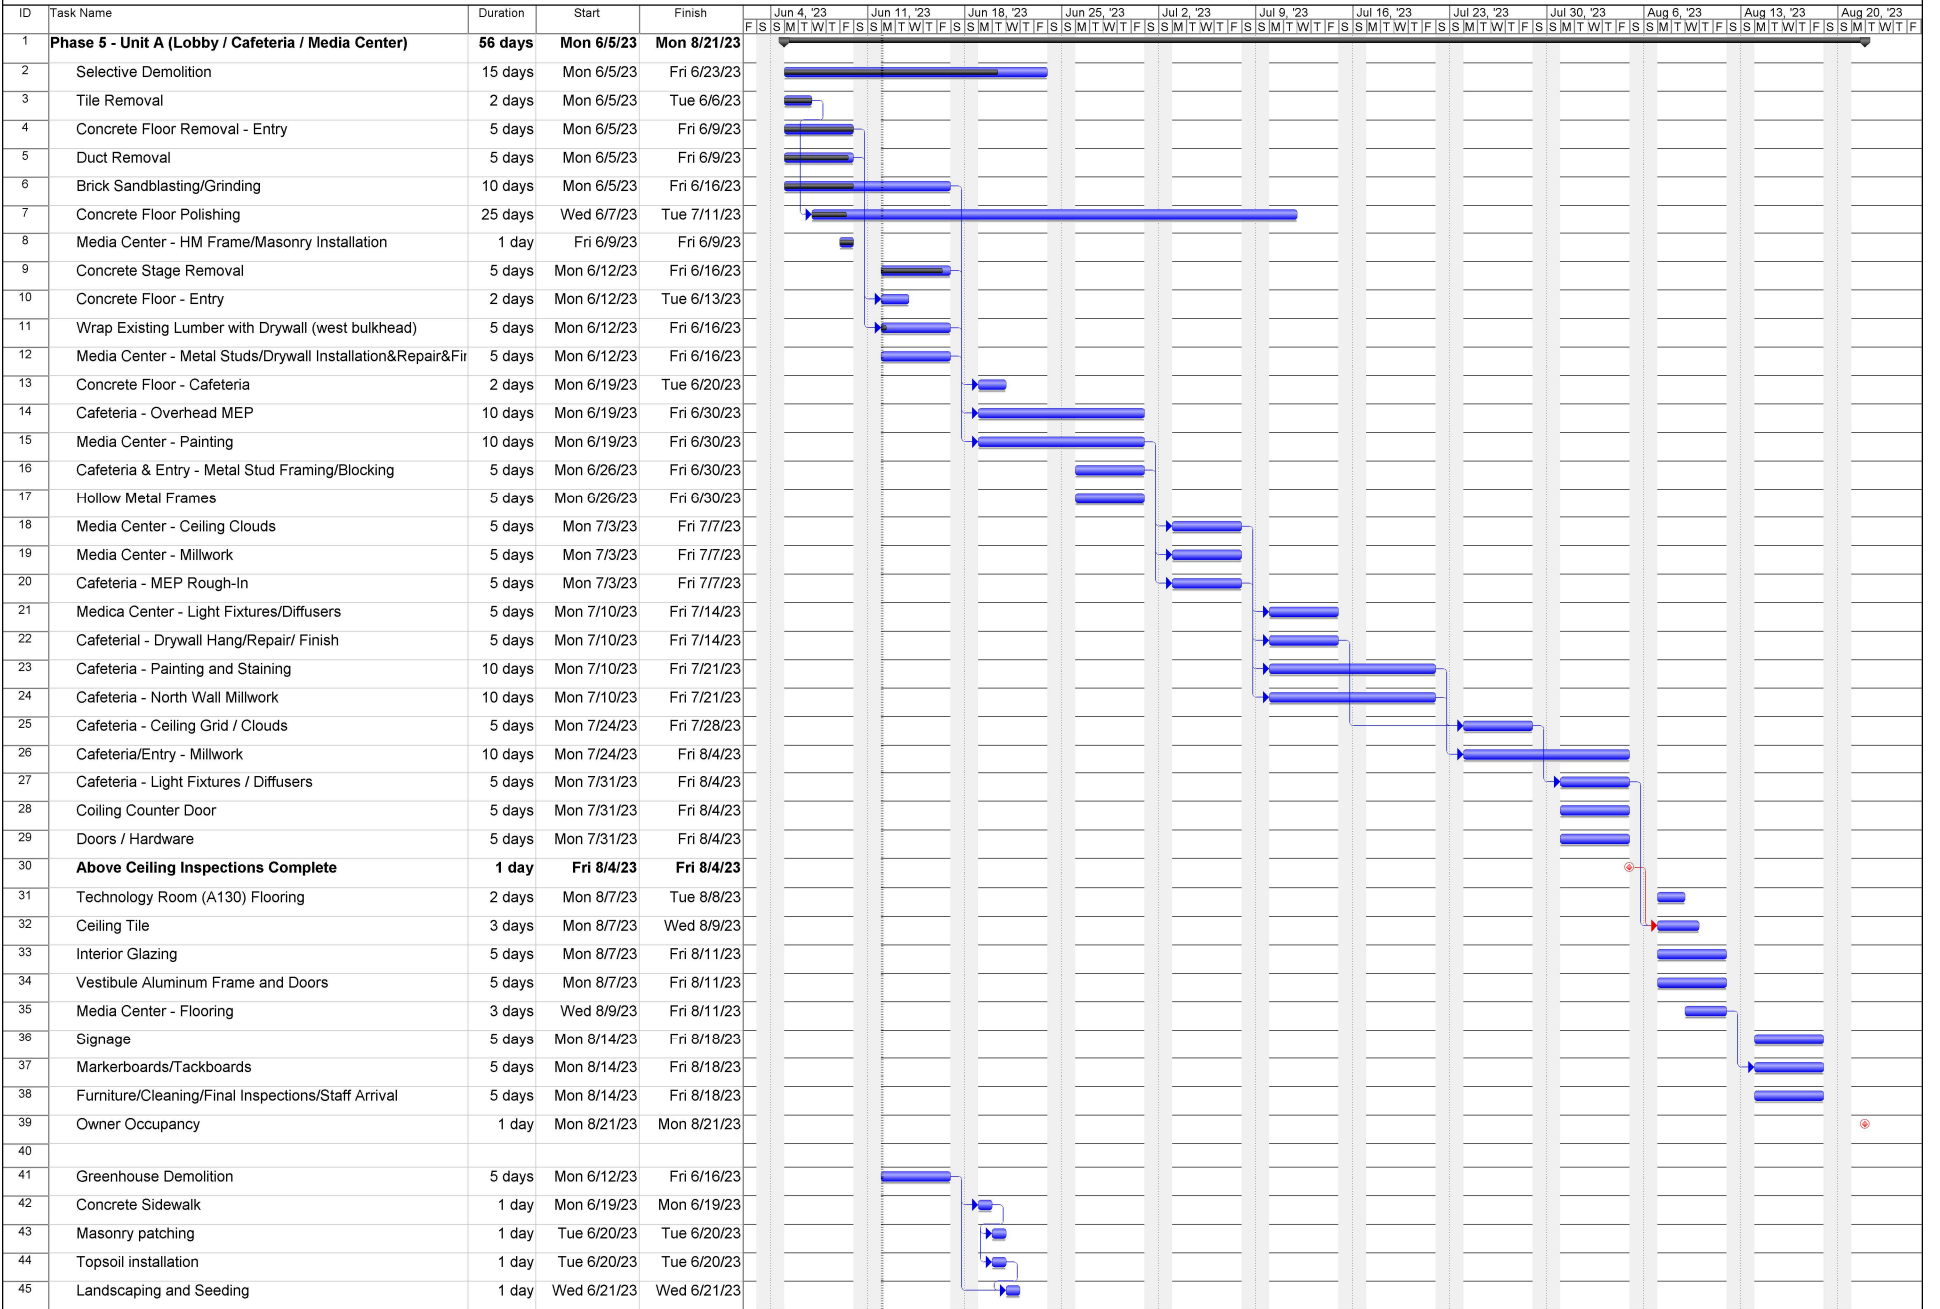 ID Task Name Duration Start Finish Jun 4, '23 Jun 11, '23 Jun 18, '23 Jun 25, '23 Jul 2, '23 Jul 9, '23 Jul 16, '23 Jul 23, '23 Jul 30, '23 Aug 6, '23 Aug 13, '23 Aug 20, '23
F S S M T W T F S S M T W T F S S M T W T F S S M T W T F S S M T W T F S S M T W T F S S M T W T F S S M T W T F S S M T W T F S S M T W T F S S M T W T F S S M T W T F
1 Phase 5 - Unit A (Lobby / Cafeteria / Media Center) 56 days Mon 6/5/23 Mon 8/21/23
2 Selective Demolition 15 days Mon 6/5/23 Fri 6/23/23
3 Tile Removal 2 days Mon 6/5/23 Tue 6/6/23
4 Concrete Floor Removal - Entry 5 days Mon 6/5/23 Fri 6/9/23
5 Duct Removal 5 days Mon 6/5/23 Fri 6/9/23
6 Brick Sandblasting/Grinding 10 days Mon 6/5/23 Fri 6/16/23
7 Concrete Floor Polishing 25 days Wed 6/7/23 Tue 7/11/23
8 Media Center - HM Frame/Masonry Installation 1 day Fri 6/9/23 Fri 6/9/23
9 Concrete Stage Removal 5 days Mon 6/12/23 Fri 6/16/23
10 Concrete Floor - Entry 2 days Mon 6/12/23 Tue 6/13/23
11 Wrap Existing Lumber with Drywall (west bulkhead) 5 days Mon 6/12/23 Fri 6/16/23
12 Media Center - Metal Studs/Drywall Installation&Repair&Fir 5 days Mon 6/12/23 Fri 6/16/23
13 Concrete Floor - Cafeteria 2 days Mon 6/19/23 Tue 6/20/23
14 Cafeteria - Overhead MEP 10 days Mon 6/19/23 Fri 6/30/23
15 Media Center - Painting 10 days Mon 6/19/23 Fri 6/30/23
16 Cafeteria & Entry - Metal Stud Framing/Blocking 5 days Mon 6/26/23 Fri 6/30/23
17 Hollow Metal Frames 5 days Mon 6/26/23 Fri 6/30/23
18 Media Center - Ceiling Clouds 5 days Mon 7/3/23 Fri 7/7/23
19 Media Center - Millwork 5 days Mon 7/3/23 Fri 7/7/23
20 Cafeteria - MEP Rough-In 5 days Mon 7/3/23 Fri 7/7/23
21 Medica Center - Light Fixtures/Diffusers 5 days Mon 7/10/23 Fri 7/14/23
22 Cafeterial - Drywall Hang/Repair/ Finish 5 days Mon 7/10/23 Fri 7/14/23
23 Cafeteria - Painting and Staining 10 days Mon 7/10/23 Fri 7/21/23
24 Cafeteria - North Wall Millwork 10 days Mon 7/10/23 Fri 7/21/23
25 Cafeteria - Ceiling Grid / Clouds 5 days Mon 7/24/23 Fri 7/28/23
26 Cafeteria/Entry - Millwork 10 days Mon 7/24/23 Fri 8/4/23
27 Cafeteria - Light Fixtures / Diffusers 5 days Mon 7/31/23 Fri 8/4/23
28 Coiling Counter Door 5 days Mon 7/31/23 Fri 8/4/23
29 Doors / Hardware 5 days Mon 7/31/23 Fri 8/4/23
30 Above Ceiling Inspections Complete 1 day Fri 8/4/23 Fri 8/4/23
31 Technology Room (A130) Flooring 2 days Mon 8/7/23 Tue 8/8/23
32 Ceiling Tile 3 days Mon 8/7/23 Wed 8/9/23
33 Interior Glazing 5 days Mon 8/7/23 Fri 8/11/23
34 Vestibule Aluminum Frame and Doors 5 days Mon 8/7/23 Fri 8/11/23
35 Media Center - Flooring 3 days Wed 8/9/23 Fri 8/11/23
36 Signage 5 days Mon 8/14/23 Fri 8/18/23
37 Markerboards/Tackboards 5 days Mon 8/14/23 Fri 8/18/23
38 Furniture/Cleaning/Final Inspections/Staff Arrival 5 days Mon 8/14/23 Fri 8/18/23
39 Owner Occupancy 1 day Mon 8/21/23 Mon 8/21/23
40
41 Greenhouse Demolition 5 days Mon 6/12/23 Fri 6/16/23
42 Concrete Sidewalk 1 day Mon 6/19/23 Mon 6/19/23
43 Masonry patching 1 day Tue 6/20/23 Tue 6/20/23
44 Topsoil installation 1 day Tue 6/20/23 Tue 6/20/23
45 Landscaping and Seeding 1 day Wed 6/21/23 Wed 6/21/23